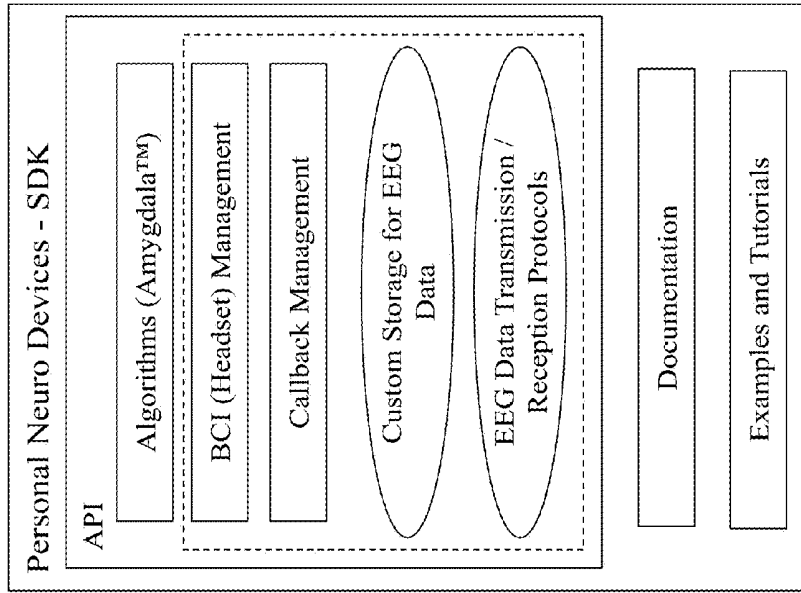 Personal Neuro Devices - SDK
API
Algorithms (Amygdala™)
BCI (Headset) Management
Callback Management
Custom Storage for EEG
Data
EEG Data Transmission /
Reception Protocols
Documentation
Examples and Tutorials